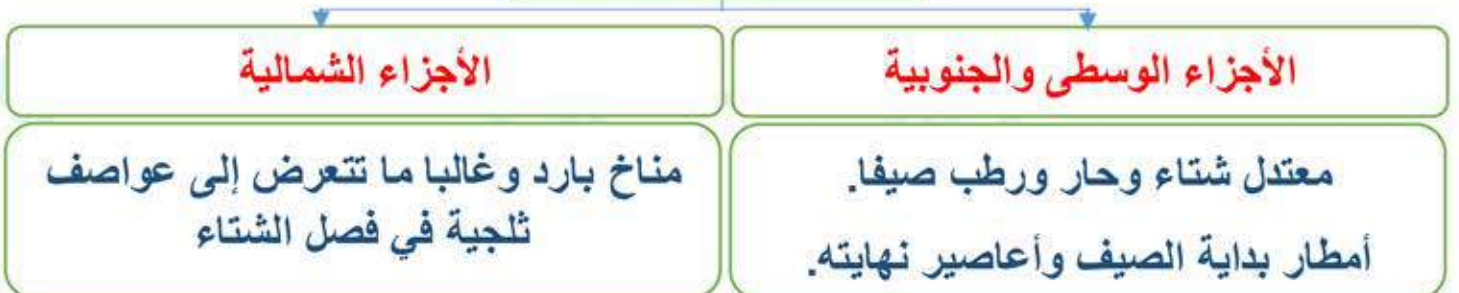 الأجزاء الوسطى والجنوبية
معتدل شتاء وحار ورطب صيفا.
أمطار بداية الصيف وأعاصير نهايته.
الأجزاء الشمالية
مناخ بارد وغالبا ما تتعرض إلى عواصف
ثلجية في فصل الشتاء